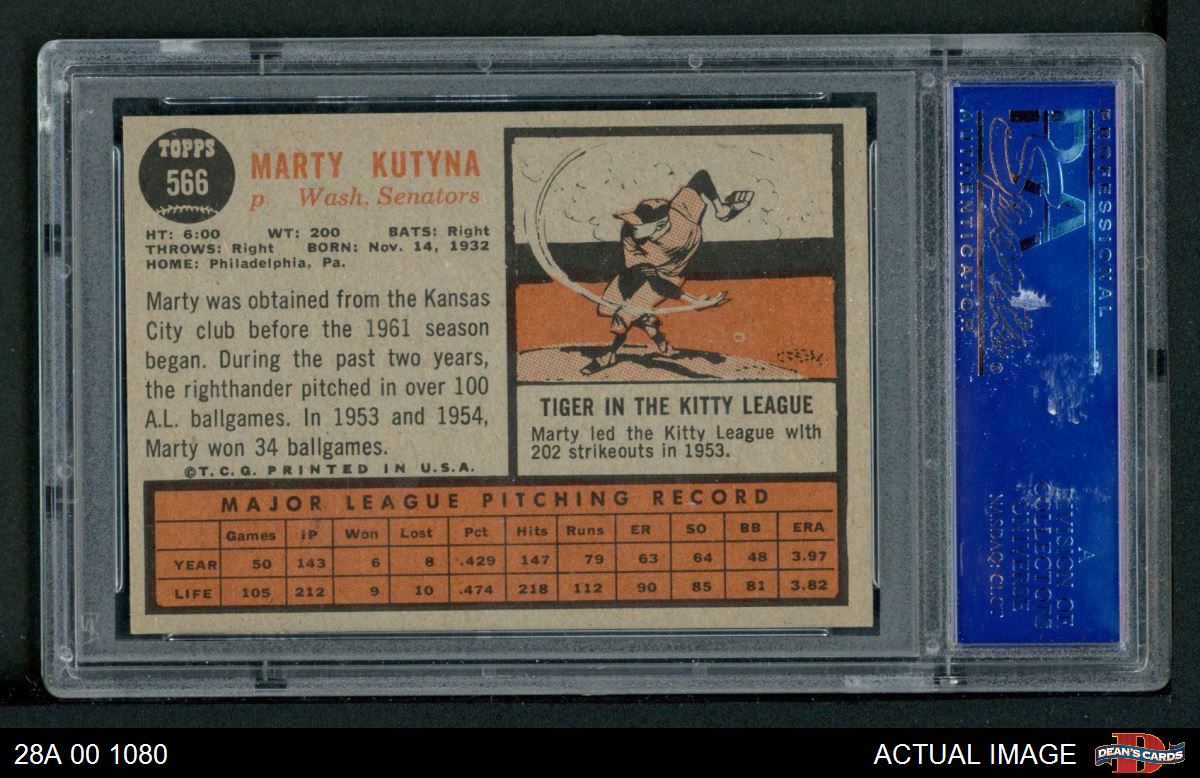 TOPPS
566
MARTY KUTYNA
p Wash. Senators
HT: 6:00 WT: 200 BATS: Right
THROWS: Right BORN: Nov. 14, 1932
HOME: Philadelphia, Pa.
Marty was obtained from the Kansas
City club before the 1961 season
began. During the past two years,
the righthander pitched in over 100
A.L. ballgames. In 1953 and 1954,
Marty won 34 ballgames.
©T.C.G. PRINTED IN U.S.A.
TIGER IN THE KITTY LEAGUE
Marty led the Kitty League with
202 strikeouts in 1953.
MAJOR LEAGUE PITCHING RECORD
Games IP Won Lost Pct Hits Runs ER SO BB ERA
YEAR 50 143 6 8 .429 147 79 63 64 48 3.97
LIFE 105 212 9 10 .474 218 112 90 85 81 3.82
PROFESSIONAL
PSA
AUTHENTICATOR
A
DIVISION OF
COLLECTORS
UNIVERSE
NASDAQ: CLCT
28A 00 1080
ACTUAL IMAGE
DEAN'S CARDS